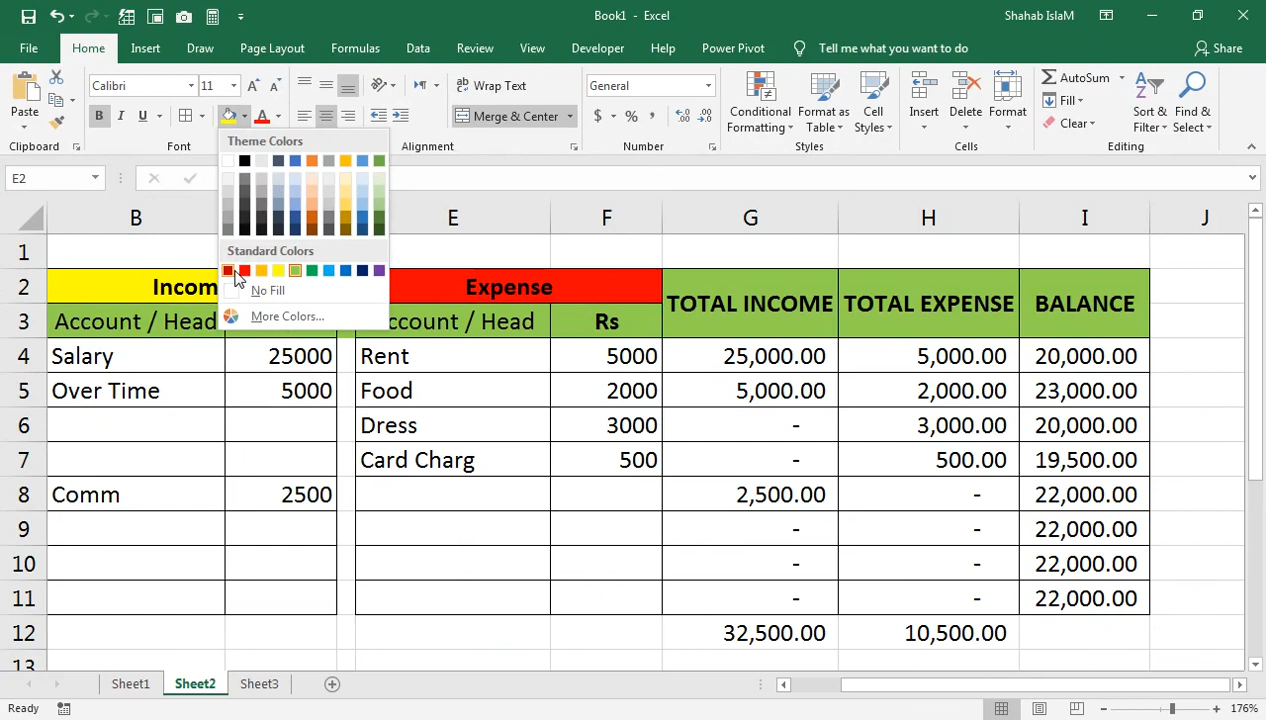 Book1 - Excel
Shahab IslaM
File Home Insert Draw Page Layout Formulas Data Review View Developer Help Power Pivot Tell me what you want to do Share
Paste
Clipboard
Calibri 11
B I U
Font
Wrap Text
Merge & Center
Alignment
General
$ % ,
Number
Conditional Formatting
Format as Table
Cell Styles
Styles
Insert Delete Format
Cells
AutoSum
Fill
Clear
Sort & Filter
Find & Select
Editing
Theme Colors
Standard Colors
No Fill
More Colors...
E2
B E F G H I J
1
2 Incom Expense TOTAL INCOME TOTAL EXPENSE BALANCE
3 Account / Head ccount / Head Rs
4 Salary 25000 Rent 5000 25,000.00 5,000.00 20,000.00
5 Over Time 5000 Food 2000 5,000.00 2,000.00 23,000.00
6 Dress 3000 - 3,000.00 20,000.00
7 Card Charg 500 - 500.00 19,500.00
8 Comm 2500 2,500.00 - 22,000.00
9 - - 22,000.00
10 - - 22,000.00
11 - - 22,000.00
12 32,500.00 10,500.00
13
Sheet1 Sheet2 Sheet3
Ready
176%